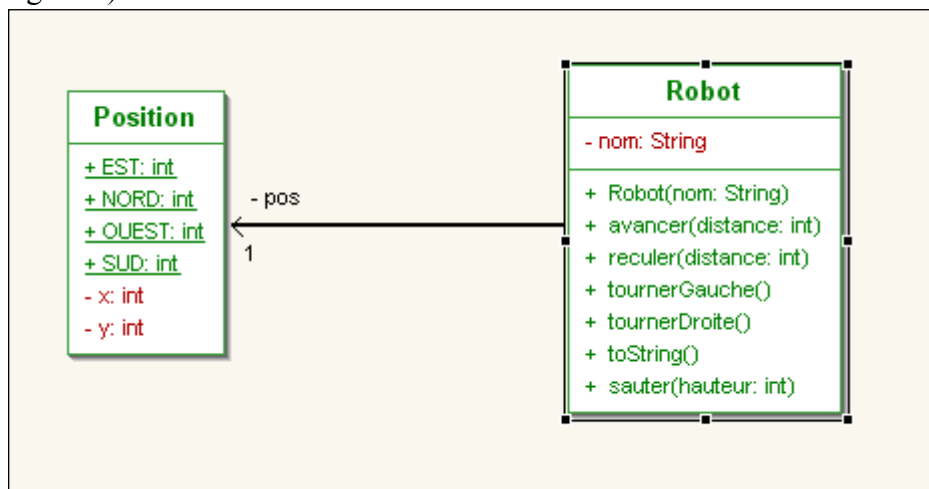 Position
+ EST: int
+ NORD: int
+ OUEST: int
+ SUD: int
- x: int
- y: int
- pos
1
Robot
- nom: String
+ Robot(nom: String)
+ avancer(distance: int)
+ reculer(distance: int)
+ tournerGauche()
+ tournerDroite()
+ toString()
+ sauter(hauteur: int)